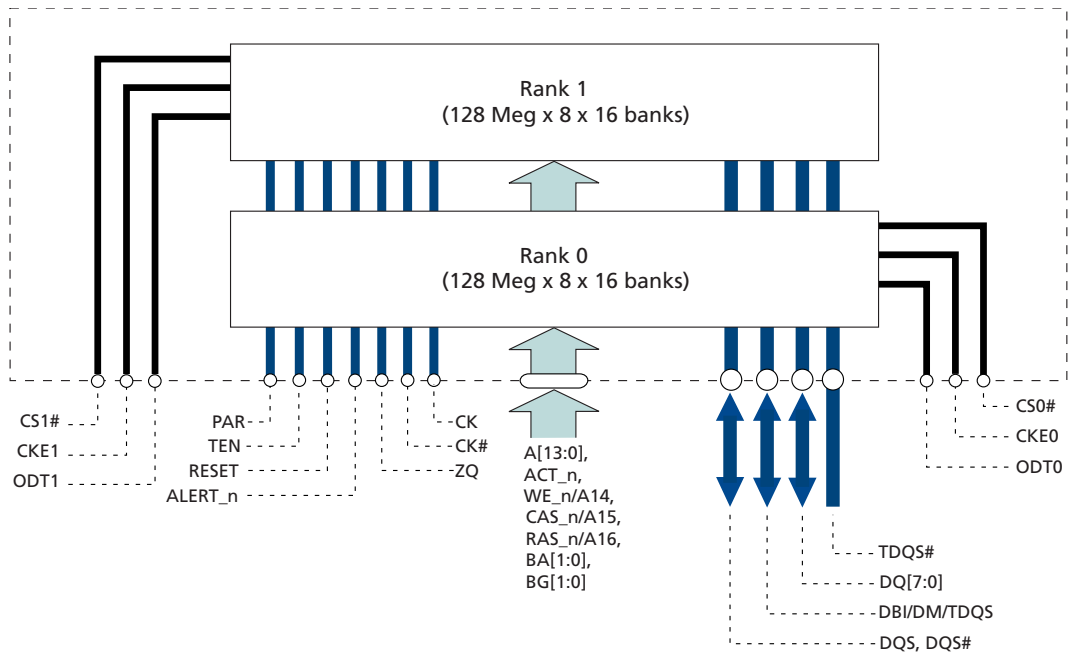 Rank 1
(128 Meg x 8 x 16 banks)
Rank 0
(128 Meg x 8 x 16 banks)
CS1#
CKE1
ODT1
PAR
TEN
RESET
ALERT_n
CK
CK#
ZQ
A[13:0],
ACT_n,
WE_n/A14,
CAS_n/A15,
RAS_n/A16,
BA[1:0],
BG[1:0]
CS0#
CKE0
ODT0
TDQS#
DQ[7:0]
DBI/DM/TDQS
DQS, DQS#